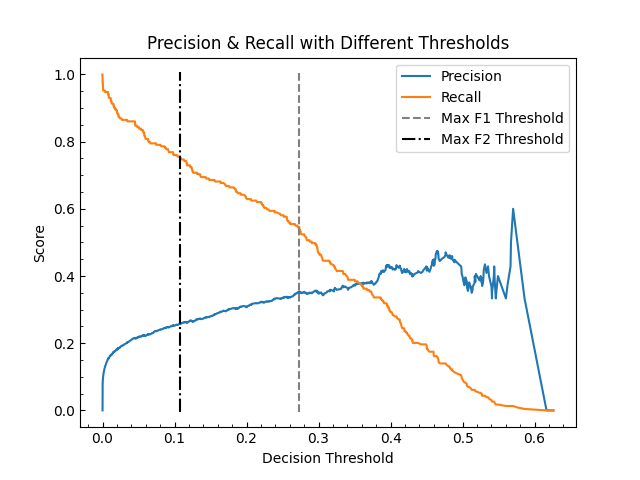 Precision & Recall with Different Thresholds
Precision
Recall
Max F1 Threshold
Max F2 Threshold
1.0
0.8
0.6
0.4
0.2
0.0
Score
0.0 0.1 0.2 0.3 0.4 0.5 0.6
Decision Threshold